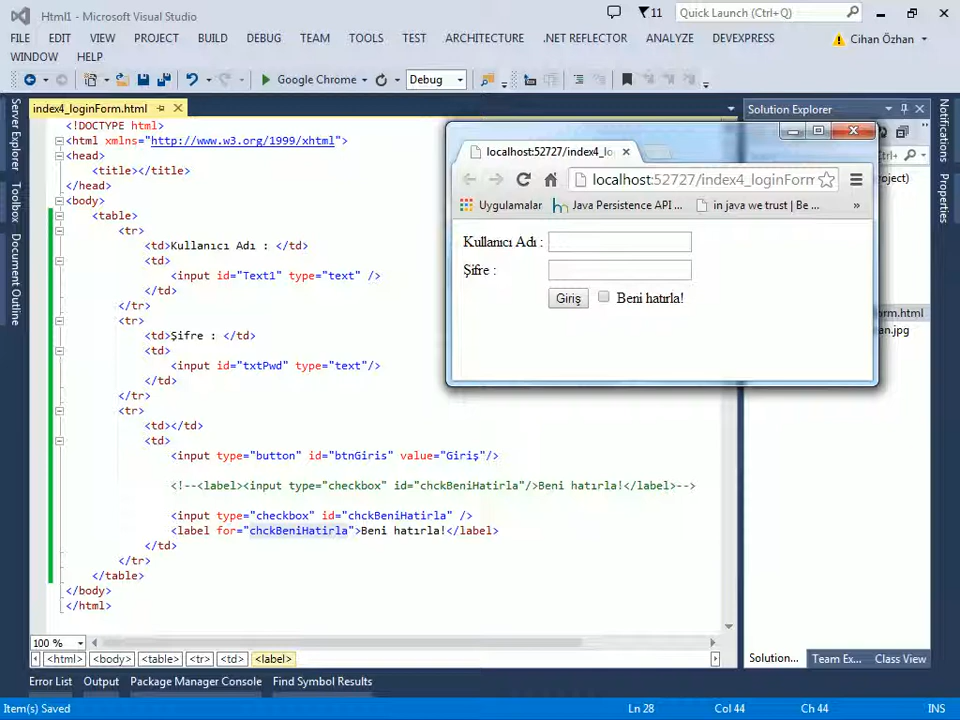 Html1 - Microsoft Visual Studio
11
Quick Launch (Ctrl+Q)
FILE EDIT VIEW PROJECT BUILD DEBUG TEAM TOOLS TEST ARCHITECTURE .NET REFLECTOR ANALYZE DEVEXPRESS
Cihan Özhan
WINDOW HELP
Google Chrome
Debug
Server Explorer
Toolbox
Document Outline
index4_loginForm.html
<!DOCTYPE html>
<html xmlns="http://www.w3.org/1999/xhtml">
<head>
<title></title>
</head>
<body>
<table>
<tr>
<td>Kullanıcı Adı : </td>
<td>
<input id="Text1" type="text" />
</td>
</tr>
<tr>
<td>Şifre : </td>
<td>
<input id="txtPwd" type="text"/>
</td>
</tr>
<tr>
<td></td>
<td>
<input type="button" id="btnGiris" value="Giriş"/>
<!--<label><input type="checkbox" id="chckBeniHatirla"/>Beni hatırla!</label>-->
<input type="checkbox" id="chckBeniHatirla" />
<label for="chckBeniHatirla">Beni hatırla!</label>
</td>
</tr>
</table>
</body>
</html>
localhost:52727/index4_lo
localhost:52727/index4_loginForm
Uygulamalar
Java Persistence API ...
in java we trust | Be ...
»
Kullanıcı Adı :
Şifre :
Giriş
Beni hatırla!
Solution Explorer
Ctrl+
ject)
rm.html
an.jpg
Notifications
Properties
100 %
<html> <body> <table> <tr> <td> <label>
Solution... Team Ex... Class View
Error List Output Package Manager Console Find Symbol Results
Item(s) Saved
Ln 28 Col 44 Ch 44 INS